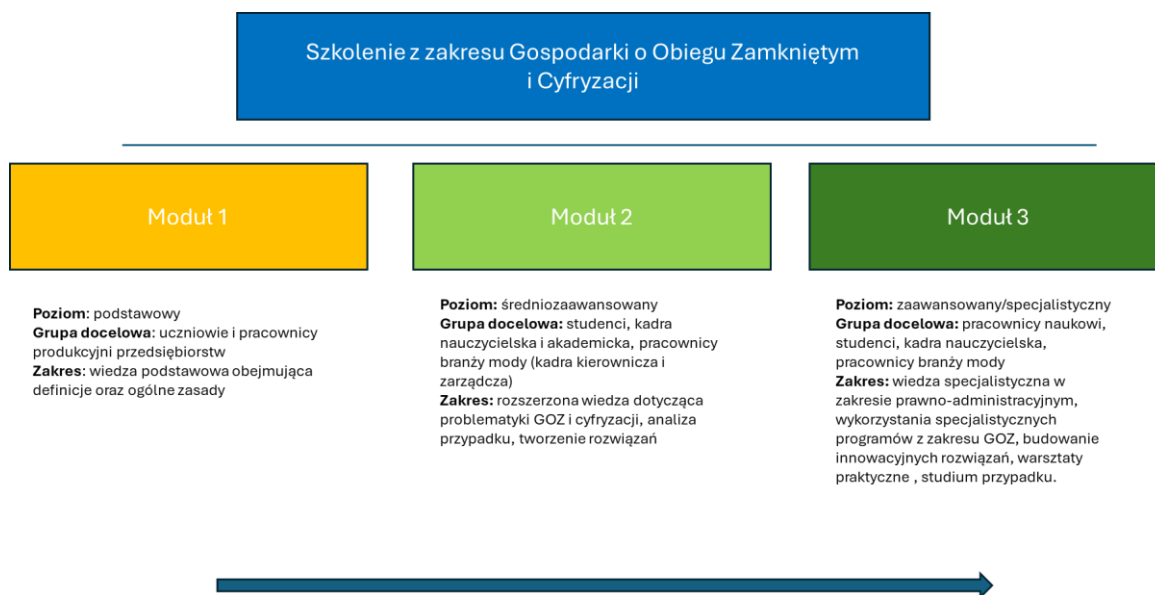 Szkolenie z zakresu Gospodarki o Obiegu Zamkniętym
i Cyfryzacji
Moduł 1
Poziom: podstawowy
Grupa docelowa: uczniowie i pracownicy
produkcyjni przedsiębiorstw
Zakres: wiedza podstawowa obejmująca
definicje oraz ogólne zasady
Moduł 2
Poziom: średniozaawansowany
Grupa docelowa: studenci, kadra
nauczycielska i akademicka, pracownicy
branży mody (kadra kierownicza i
zarządcza)
Zakres: rozszerzona wiedza dotycząca
problematyki GOZ i cyfryzacji, analiza
przypadku, tworzenie rozwiązań
Moduł 3
Poziom: zaawansowany/specjalistyczny
Grupa docelowa: pracownicy naukowi,
studenci, kadra nauczycielska,
pracownicy branży mody
Zakres: wiedza specjalistyczna w
zakresie prawno-administracyjnym,
wykorzystania specjalistycznych
programów z zakresu GOZ, budowanie
innowacyjnych rozwiązań, warsztaty
praktyczne , studium przypadku.